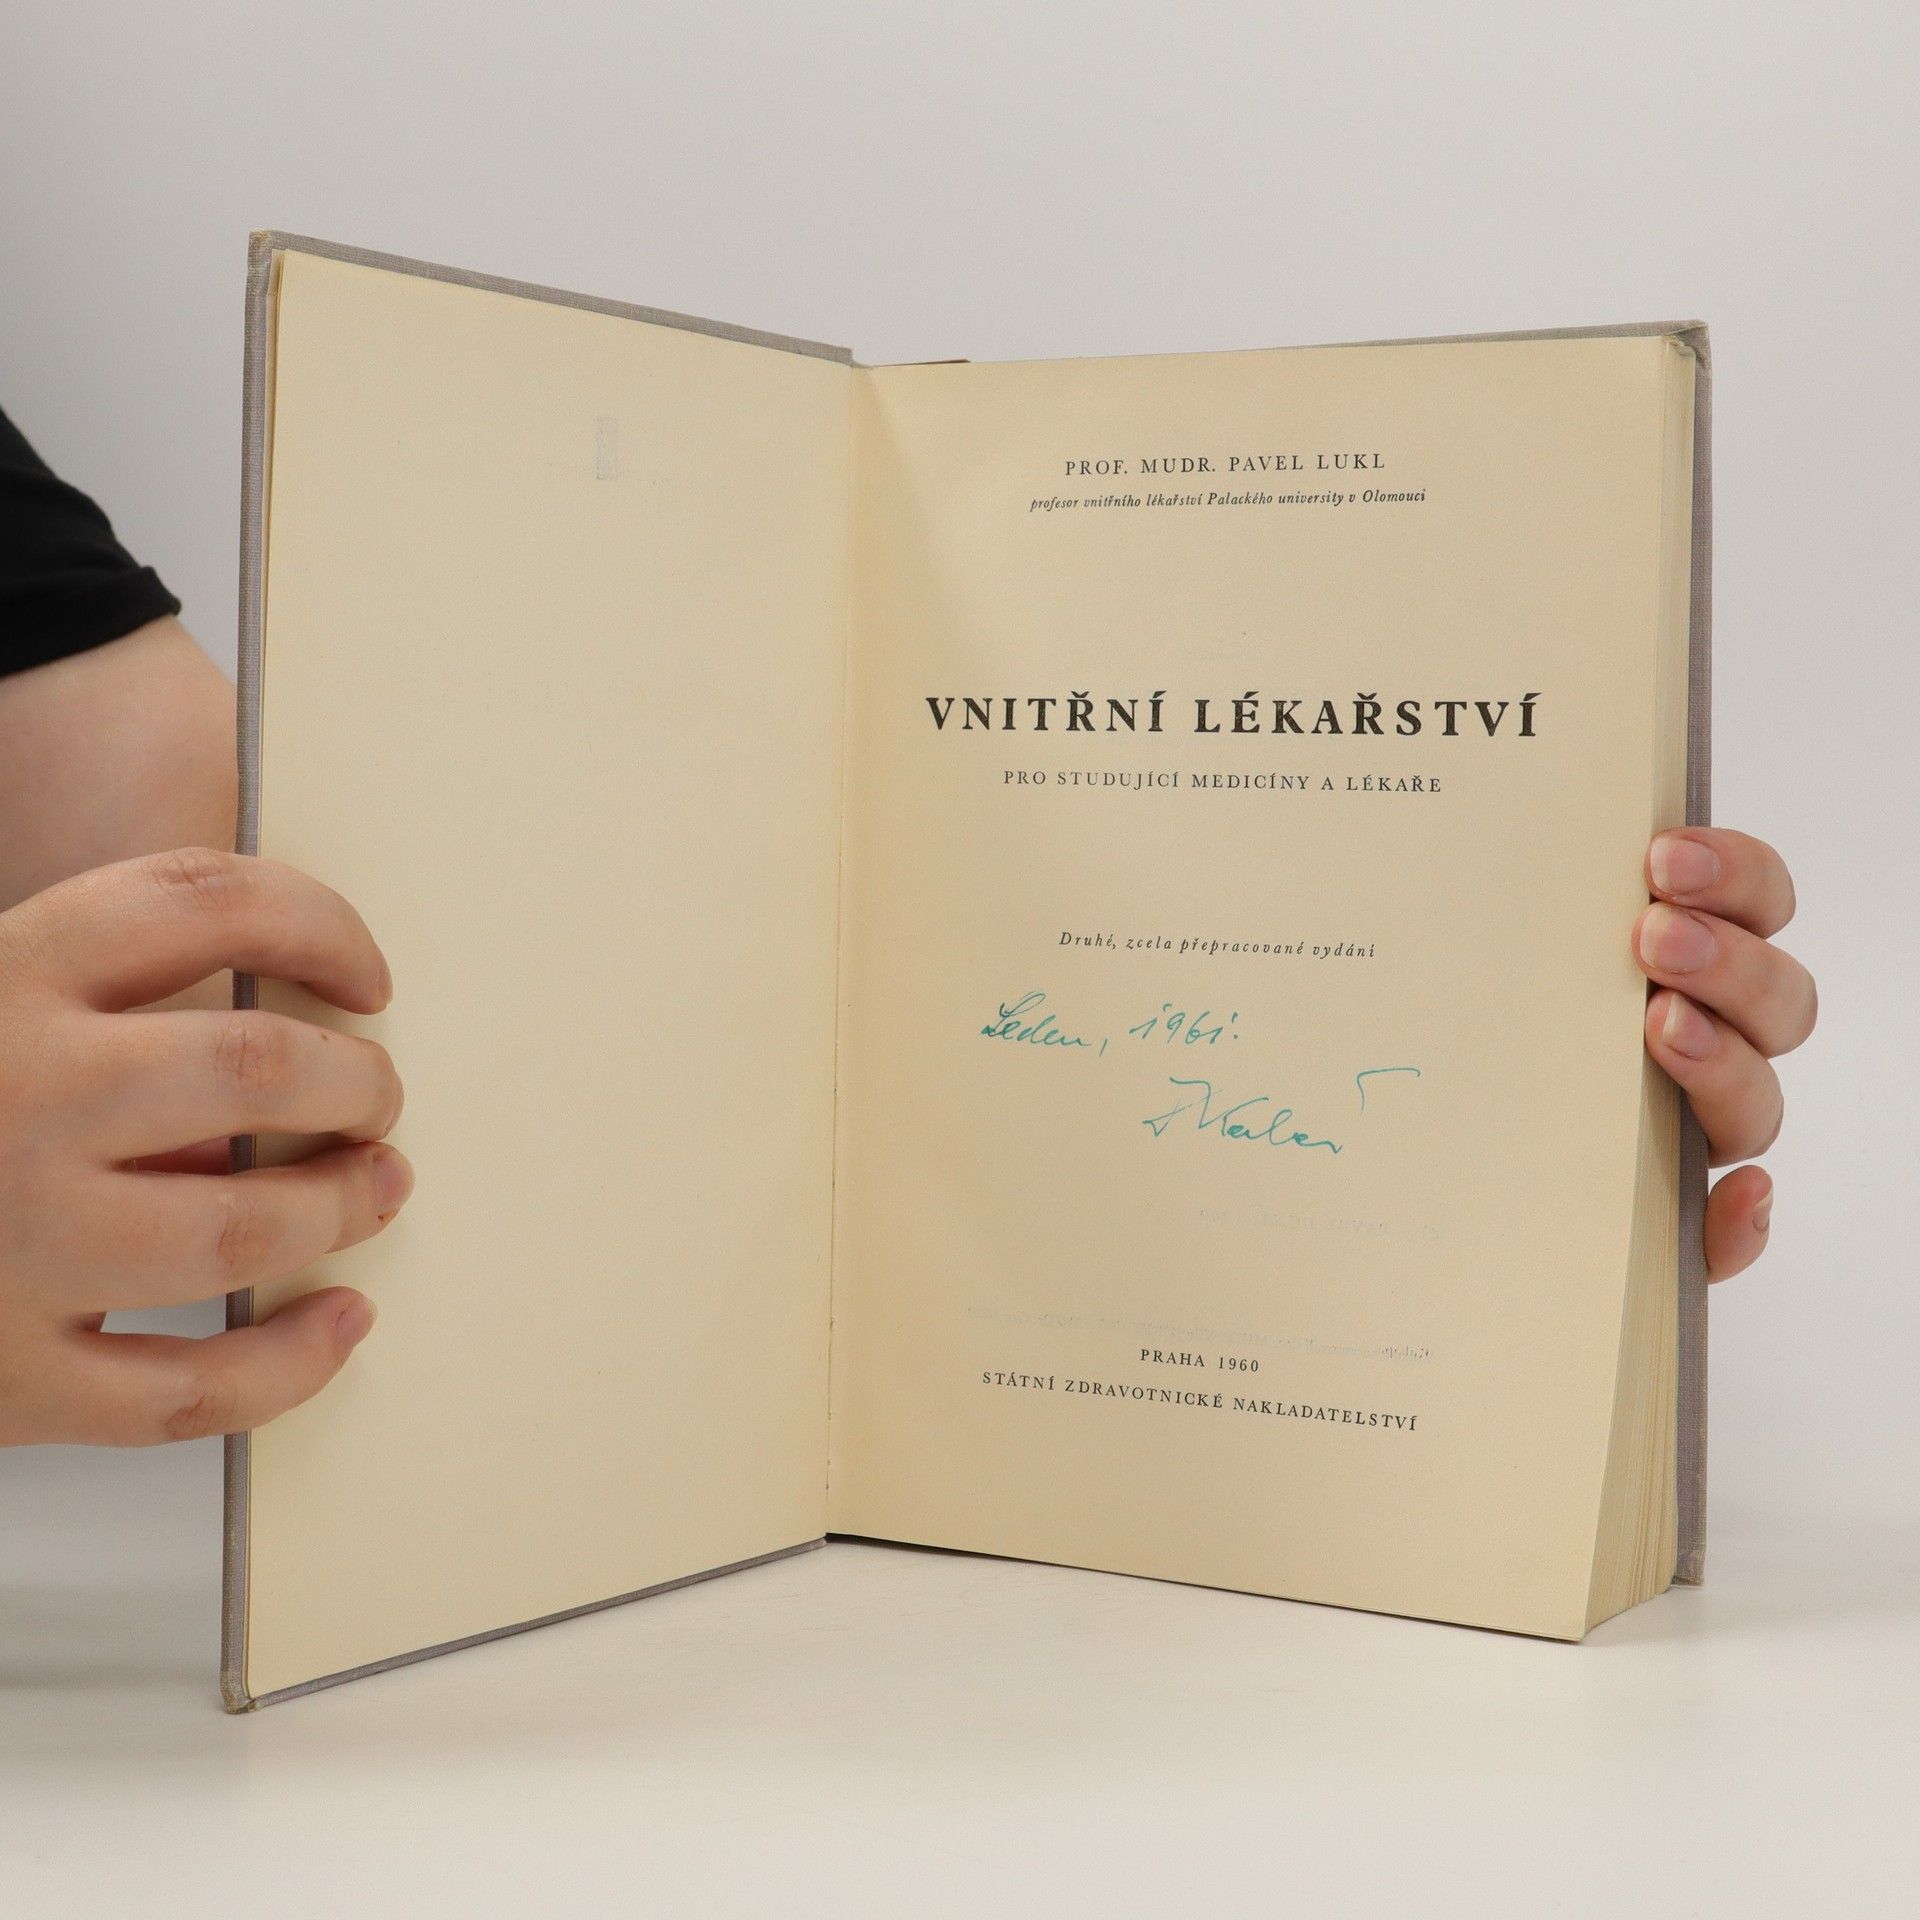 PROF. MUDR. PAVEL LUKL
profesor vnitřního lékařství Palackého university v Olomouci
VNITŘNÍ LÉKAŘSTVÍ
PRO STUDUJÍCÍ MEDICÍNY A LÉKAŘE
Druhé, zcela přepracované vydání
Leden, 1961.
PRAHA 1960
STÁTNÍ ZDRAVOTNICKÉ NAKLADATELSTVÍ